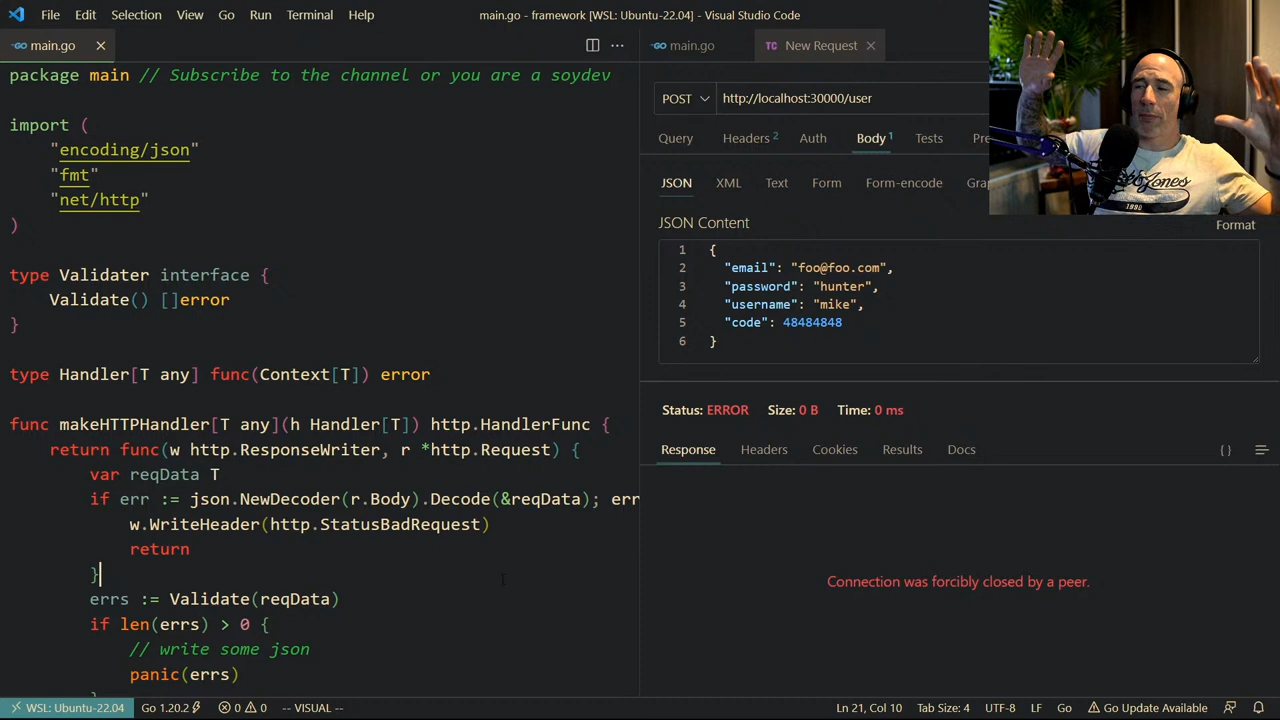 File Edit Selection View Go Run Terminal Help
main.go - framework [WSL: Ubuntu-22.04] - Visual Studio Code
main.go
package main // Subscribe to the channel or you are a soydev
import (
"encoding/json"
"fmt"
"net/http"
)
type Validater interface {
Validate() []error
}
type Handler[T any] func(Context[T]) error
func makeHTTPHandler[T any](h Handler[T]) http.HandlerFunc {
return func(w http.ResponseWriter, r *http.Request) {
var reqData T
if err := json.NewDecoder(r.Body).Decode(&reqData); err
w.WriteHeader(http.StatusBadRequest)
return
}
errs := Validate(reqData)
if len(errs) > 0 {
// write some json
panic(errs)
main.go
TC New Request
POST http://localhost:30000/user
Query Headers 2 Auth Body 1 Tests Pre
JSON XML Text Form Form-encode Gra
JSON Content
Format
1 {
2 "email": "foo@foo.com",
3 "password": "hunter",
4 "username": "mike",
5 "code": 48484848
6 }
Status: ERROR Size: 0 B Time: 0 ms
Response Headers Cookies Results Docs
{ }
Connection was forcibly closed by a peer.
1980
WSL: Ubuntu-22.04 Go 1.20.2 0 0 -- VISUAL --
Ln 21, Col 10 Tab Size: 4 UTF-8 LF Go Go Update Available